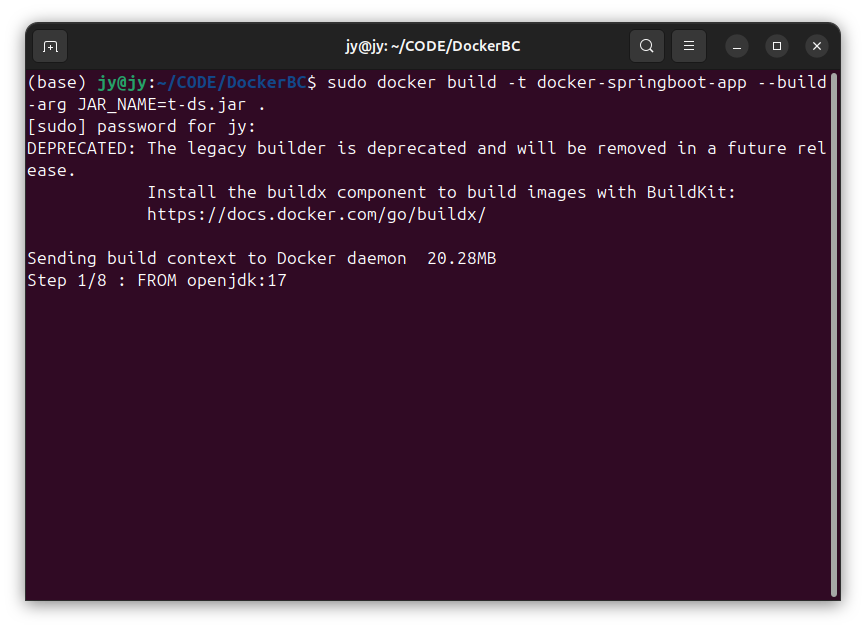 jy@jy: ~/CODE/DockerBC
(base) jy@jy:~/CODE/DockerBC$ sudo docker build -t docker-springboot-app --build
-arg JAR_NAME=t-ds.jar .
[sudo] password for jy:
DEPRECATED: The legacy builder is deprecated and will be removed in a future rel
ease.
            Install the buildx component to build images with BuildKit:
            https://docs.docker.com/go/buildx/
Sending build context to Docker daemon  20.28MB
Step 1/8 : FROM openjdk:17